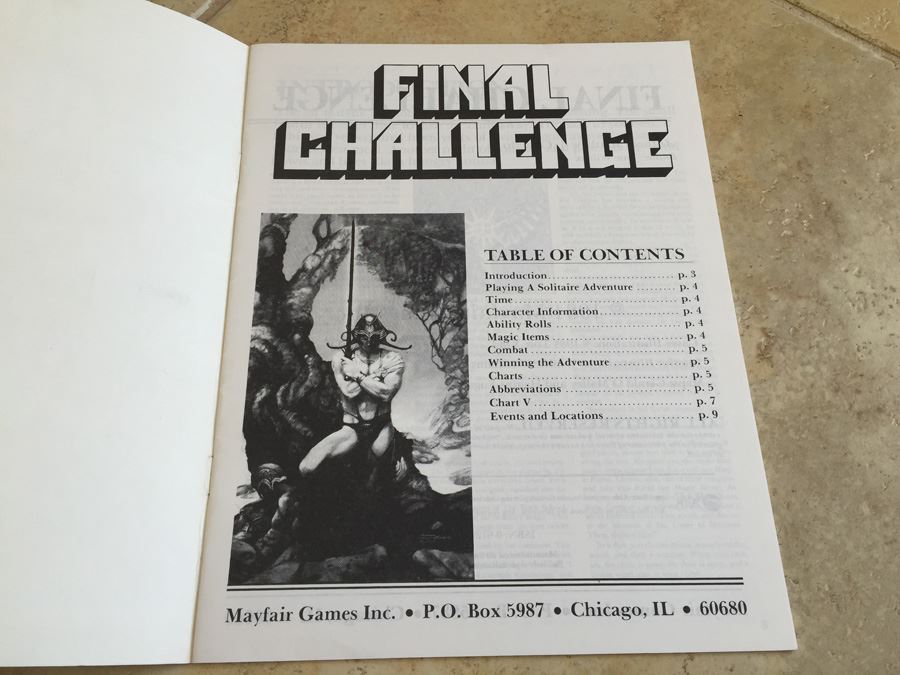 FINAL
CHALLENGE
TABLE OF CONTENTS
Introduction............................ p. 3
Playing A Solitaire Adventure ......... p. 4
Time.................................... p. 4
Character Information.................. p. 4
Ability Rolls ............................ p. 4
Magic Items ............................. p. 4
Combat .................................. p. 5
Winning the Adventure ................ p. 5
Charts ................................... p. 5
Abbreviations ........................... p. 5
Chart V .................................. p. 7
Events and Locations................... p. 9
Mayfair Games Inc. • P.O. Box 5987 • Chicago, IL • 60680